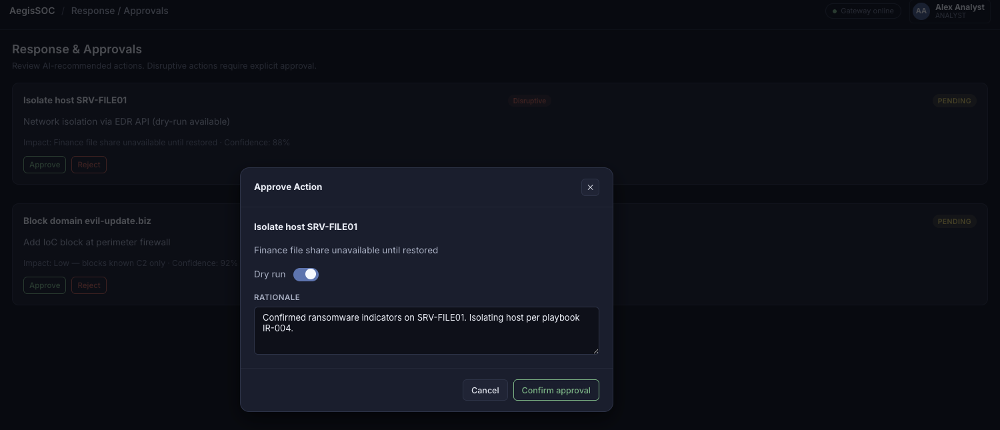 AegisSOC / Response / Approvals
Gateway online
AA
Alex Analyst
ANALYST
Response & Approvals
Review AI-recommended actions. Disruptive actions require explicit approval.
Isolate host SRV-FILE01
Disruptive
PENDING
Network isolation via EDR API (dry-run available)
Impact: Finance file share unavailable until restored · Confidence: 88%
Approve
Reject
Block domain evil-update.biz
PENDING
Add IoC block at perimeter firewall
Impact: Low — blocks known C2 only · Confidence: 92%
Approve
Reject
Approve Action
Isolate host SRV-FILE01
Finance file share unavailable until restored
Dry run
RATIONALE
Confirmed ransomware indicators on SRV-FILE01. Isolating host per playbook
IR-004.
Cancel
Confirm approval